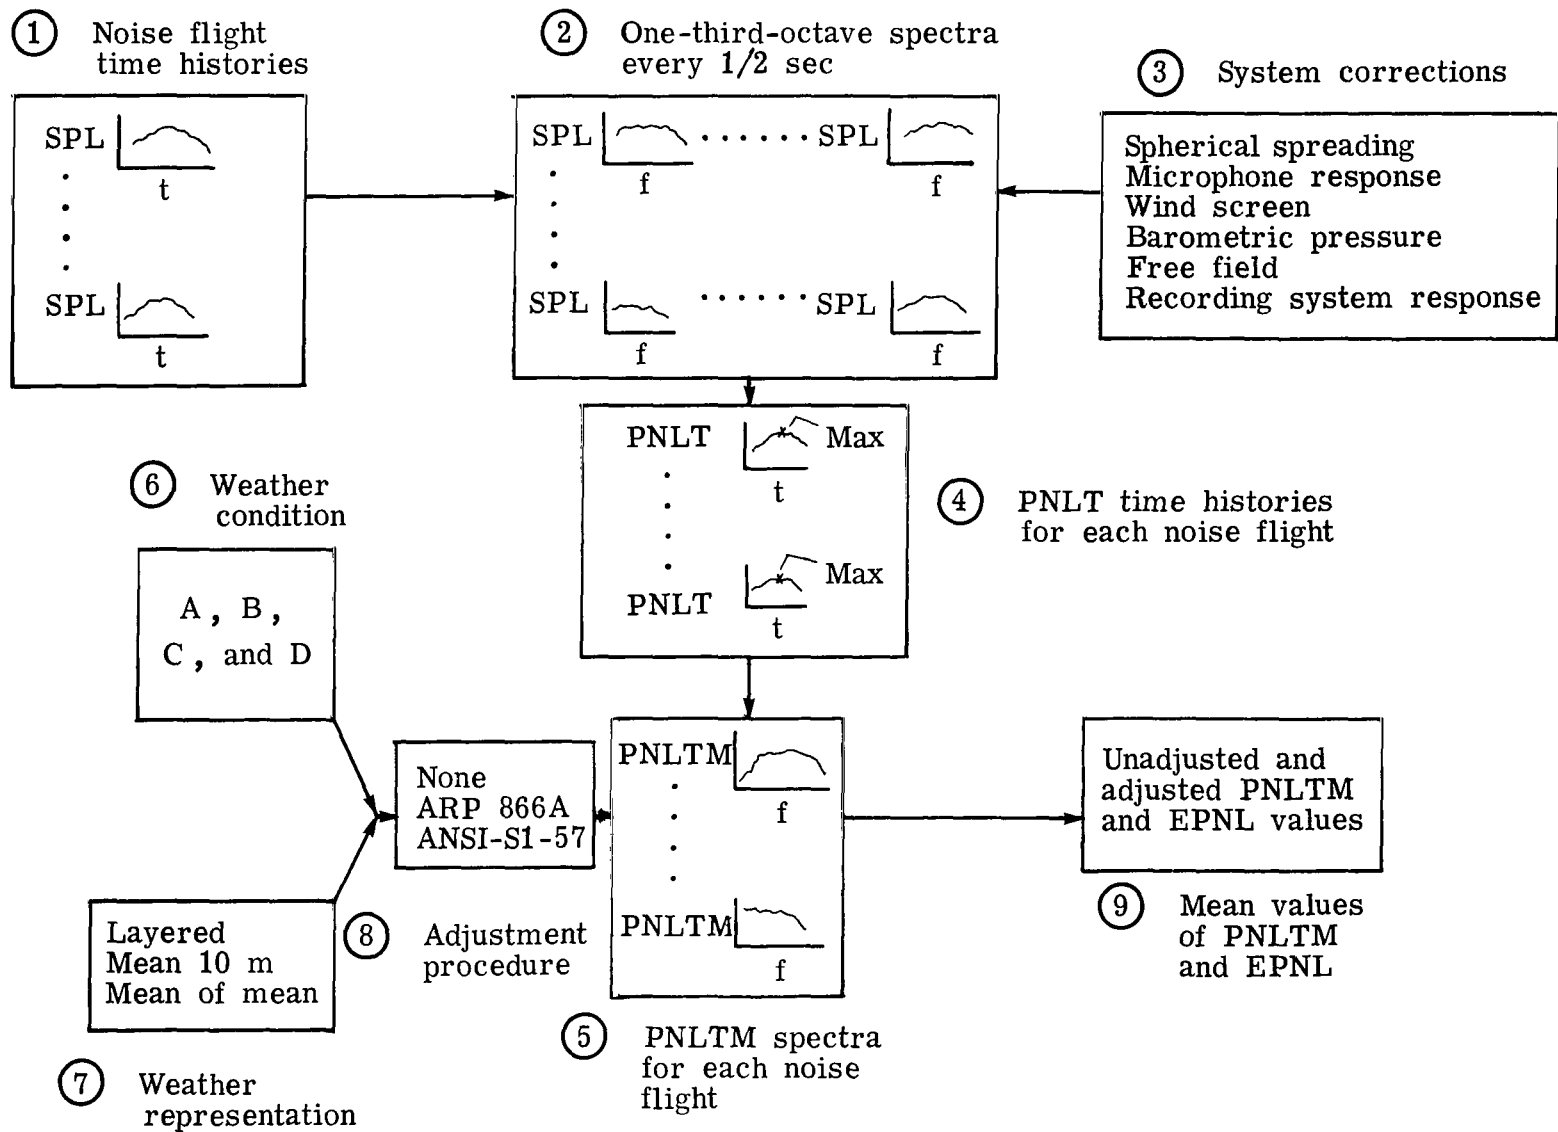 1 Noise flight
time histories
SPL
t
SPL
t
2 One-third-octave spectra
every 1/2 sec
SPL
f
SPL
f
SPL
f
SPL
f
3 System corrections
Spherical spreading
Microphone response
Wind screen
Barometric pressure
Free field
Recording system response
PNLT
Max
t
PNLT
Max
t
4 PNLT time histories
for each noise flight
6 Weather
condition
A, B,
C, and D
None
ARP 866A
ANSI-S1-57
8 Adjustment
procedure
Layered
Mean 10 m
Mean of mean
7 Weather
representation
PNLTM
f
PNLTM
f
5 PNLTM spectra
for each noise
flight
Unadjusted and
adjusted PNLTM
and EPNL values
9 Mean values
of PNLTM
and EPNL